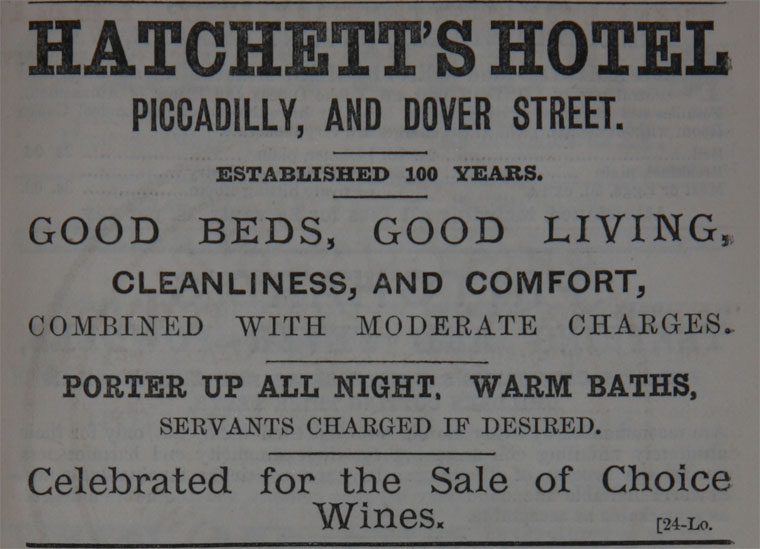 HATCHETT'S HOTEL
PICCADILLY, AND DOVER STREET.
ESTABLISHED 100 YEARS.
GOOD BEDS, GOOD LIVING,
CLEANLINESS, AND COMFORT,
COMBINED WITH MODERATE CHARGES.
PORTER UP ALL NIGHT, WARM BATHS,
SERVANTS CHARGED IF DESIRED.
Celebrated for the Sale of Choice
Wines.
[24-Lo.